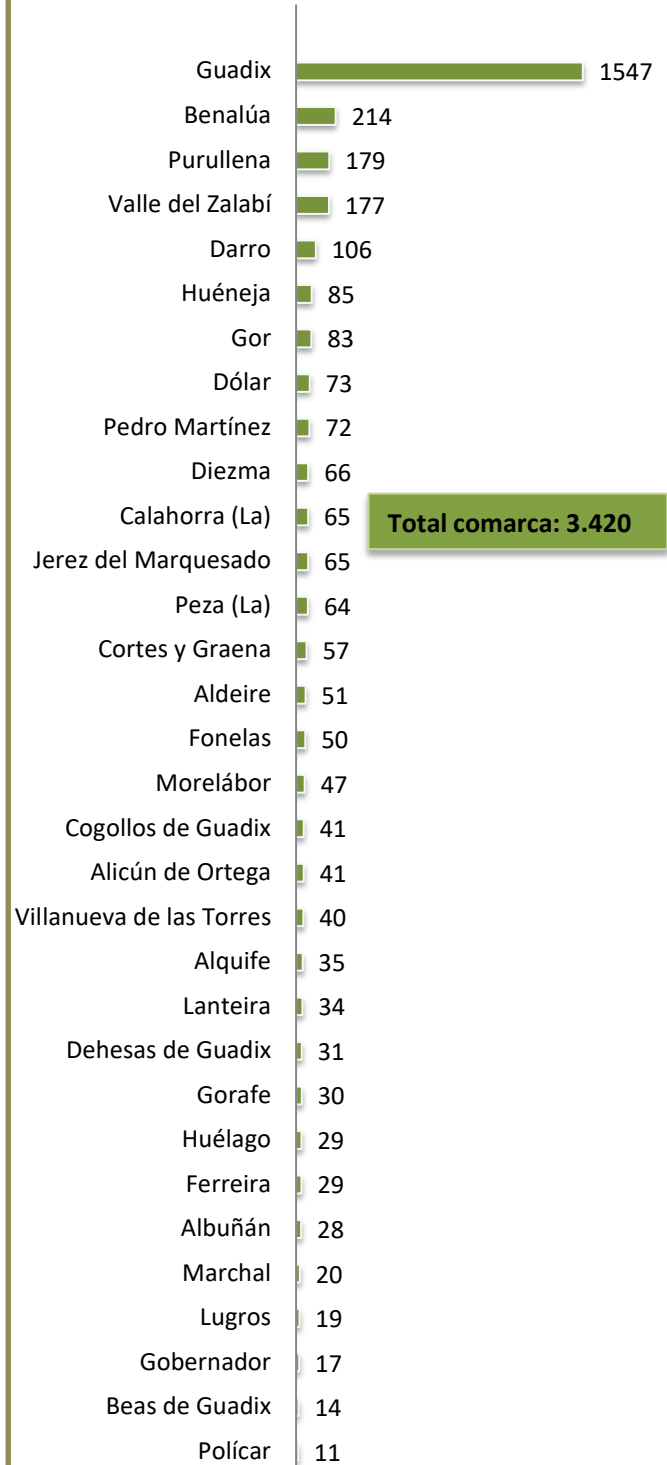 Guadix 1547
Benalúa 214
Purullena 179
Valle del Zalabí 177
Darro 106
Huéneja 85
Gor 83
Dólar 73
Pedro Martínez 72
Diezma 66
Calahorra (La) 65
Total comarca: 3.420
Jerez del Marquesado 65
Peza (La) 64
Cortes y Graena 57
Aldeire 51
Fonelas 50
Morelábor 47
Cogollos de Guadix 41
Alicún de Ortega 41
Villanueva de las Torres 40
Alquife 35
Lanteira 34
Dehesas de Guadix 31
Gorafe 30
Huélago 29
Ferreira 29
Albuñán 28
Marchal 20
Lugros 19
Gobernador 17
Beas de Guadix 14
Polícar 11